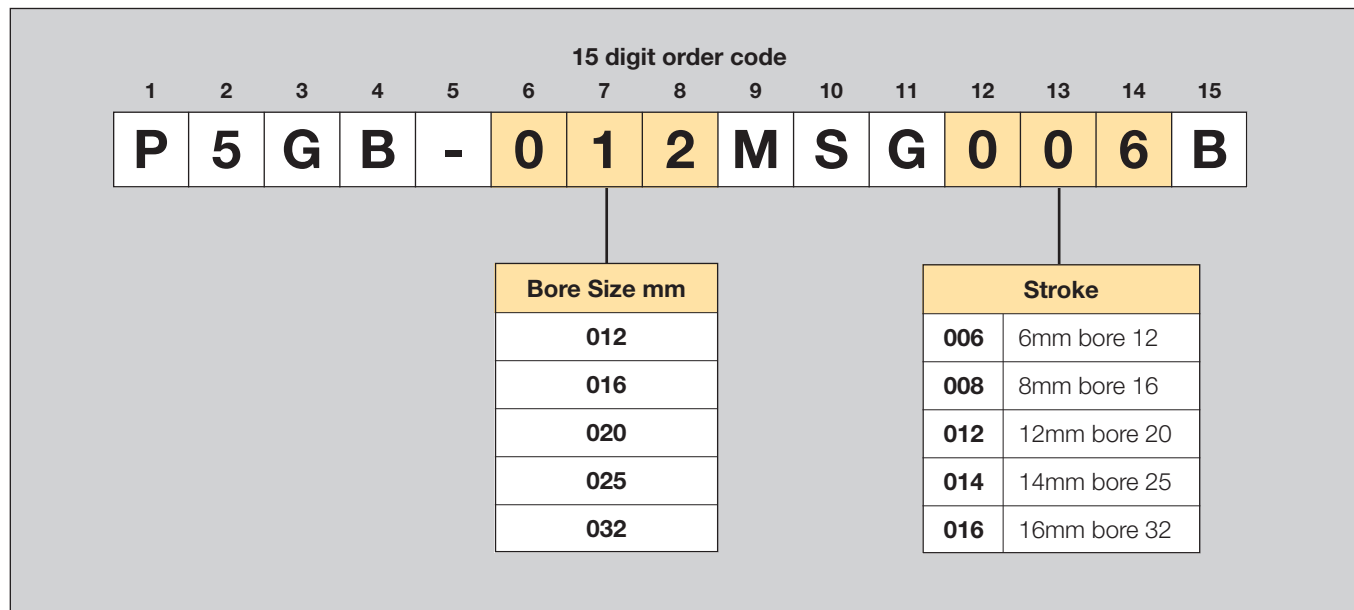 15 digit order code
1 2 3 4 5 6 7 8 9 10 11 12 13 14 15
P 5 G B - 0 1 2 M S G 0 0 6 B
Bore Size mm
012
016
020
025
032
Stroke
006 6mm bore 12
008 8mm bore 16
012 12mm bore 20
014 14mm bore 25
016 16mm bore 32